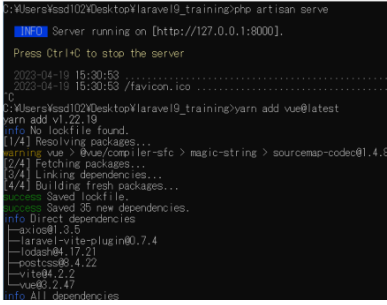 C:¥Users¥ssd102¥Desktop¥laravel9_training>php artisan serve
INFO Server running on [http://127.0.0.1:8000].
Press Ctrl+C to stop the server
2023-04-19 15:30:53 ........................
2023-04-19 15:30:53 /favicon.ico ................
^C
C:¥Users¥ssd102¥Desktop¥laravel9_training>yarn add vue@latest
yarn add v1.22.19
info No lockfile found.
[1/4] Resolving packages...
warning vue > @vue/compiler-sfc > magic-string > sourcemap-codec@1.4.8
[2/4] Fetching packages...
[3/4] Linking dependencies...
[4/4] Building fresh packages...
success Saved lockfile.
success Saved 35 new dependencies.
info Direct dependencies
├─axios@1.3.5
├─laravel-vite-plugin@0.7.4
├─lodash@4.17.21
├─postcss@8.4.22
├─vite@4.2.2
└─vue@3.2.47
info All dependencies